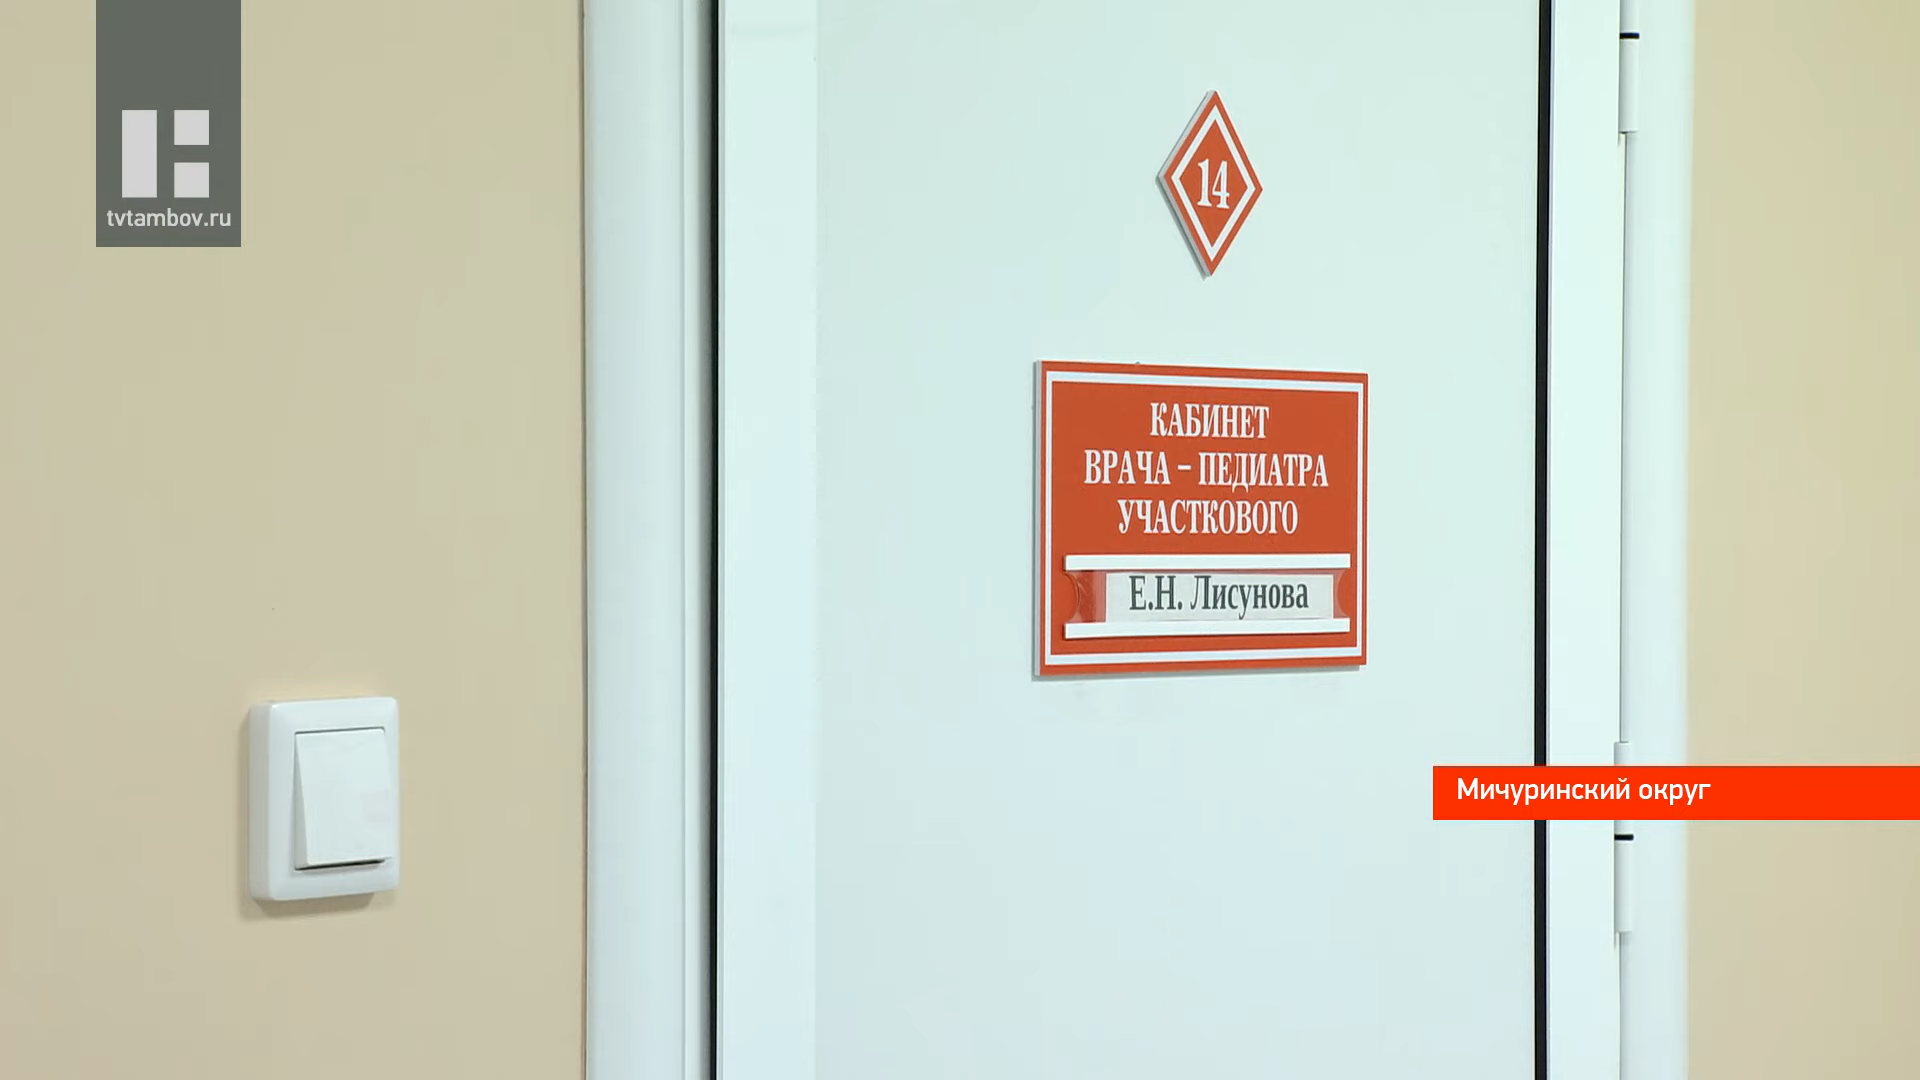 tvtambov.ru
14
КАБИНЕТ
ВРАЧА – ПЕДИАТРА
УЧАСТКОВОГО
Е.Н. Лисунова
Мичуринский округ